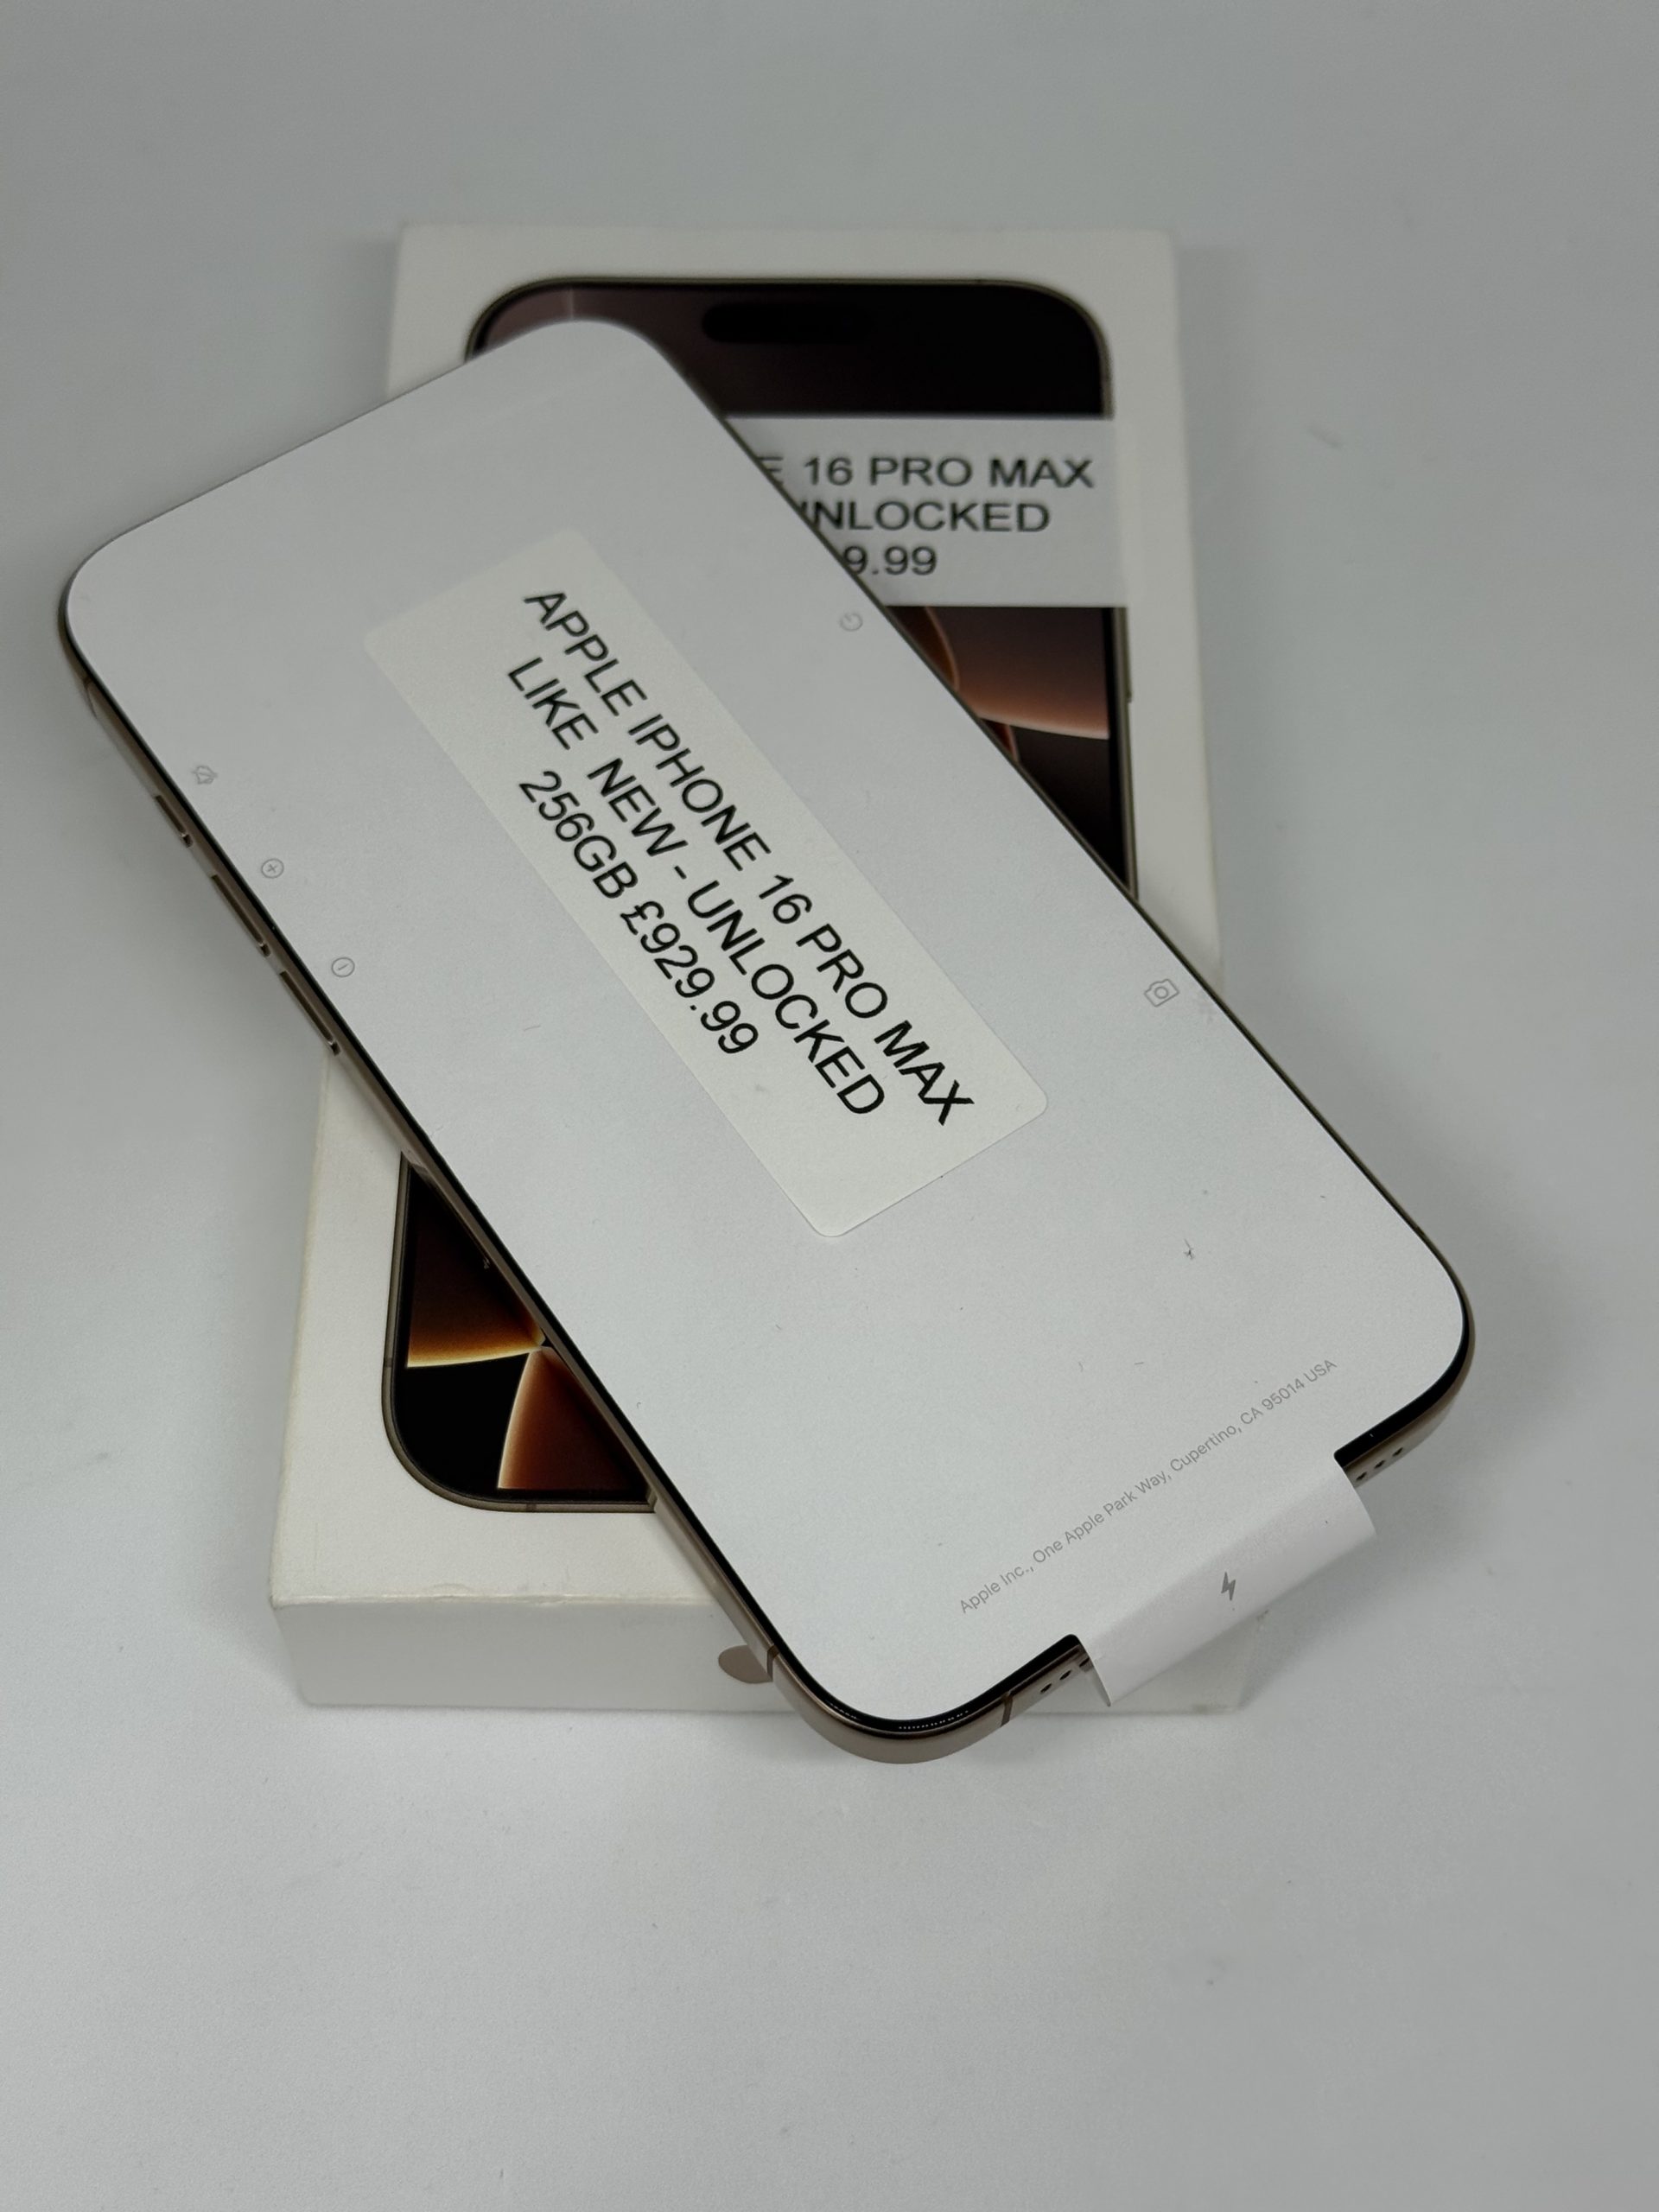 16 PRO MAX
UNLOCKED
9.99
APPLE IPHONE 16 PRO MAX
LIKE NEW - UNLOCKED
256GB £929.99
Apple Inc., One Apple Park Way, Cupertino, CA 95014 USA